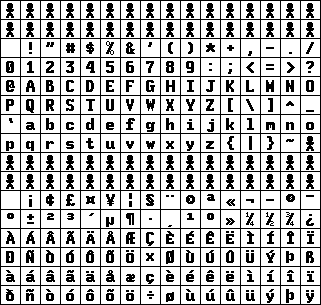 ! " # $ % & ' ( ) * + , - . /
0 1 2 3 4 5 6 7 8 9 : ; < = > ?
@ A B C D E F G H I J K L M N O
P Q R S T U V W X Y Z [ \ ] ^ _
` a b c d e f g h i j k l m n o
p q r s t u v w x y z { | } ~
¡ ¢ £ ¤ ¥ ¦ § ¨ © ª « ¬ - ® ¯
° ± ² ³ ´ µ ¶ · ¸ ¹ º » ¼ ½ ¾ ¿
À Á Â Ã Ä Å Æ Ç È É Ê Ë Ì Í Î Ï
Ð Ñ Ò Ó Ô Õ Ö × Ø Ù Ú Û Ü Ý Þ ß
à á â ã ä å æ ç è é ê ë ì í î ï
ð ñ ò ó ô õ ö ÷ ø ù ú û ü ý þ ÿ